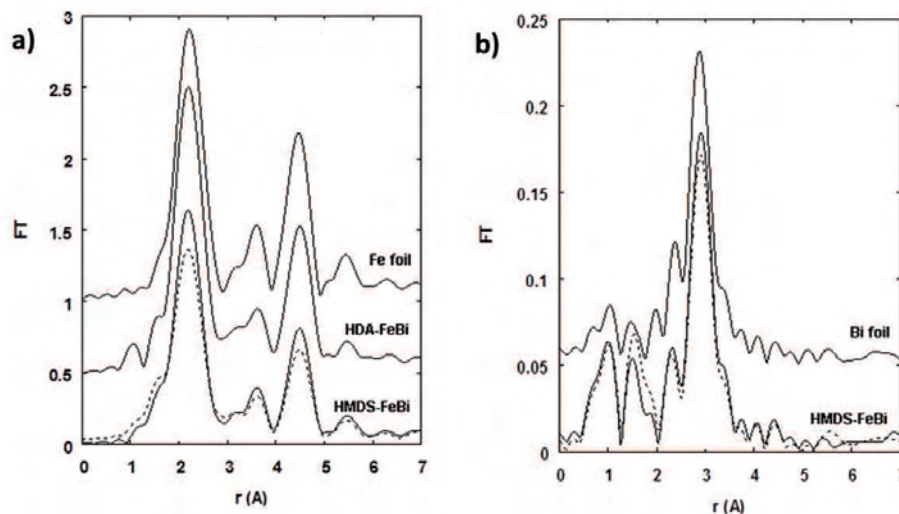 a)
3
2.5
2
1.5
1
0.5
0
FT
Fe foil
HDA-FeBi
HMDS-FeBi
0 1 2 3 4 5 6 7
r (A)
b)
0.25
0.2
0.15
0.1
0.05
0
FT
Bi foil
HMDS-FeBi
0 1 2 3 4 5 6 7
r (A)